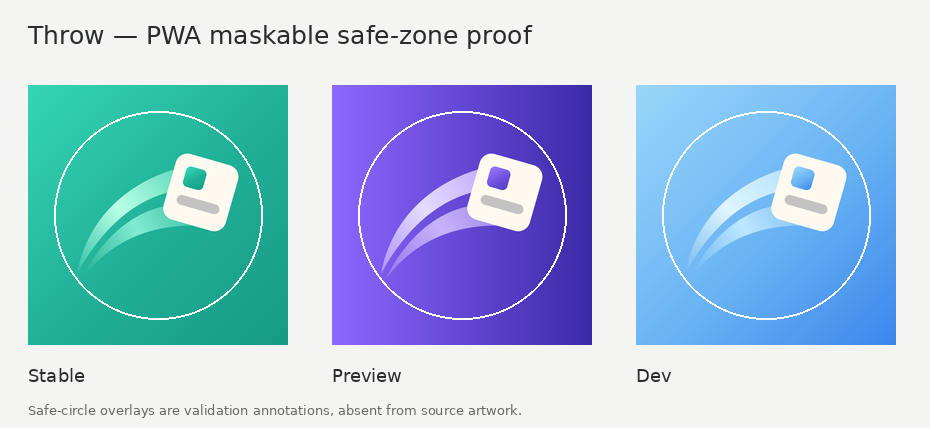 Throw — PWA maskable safe-zone proof
Stable
Preview
Dev
Safe-circle overlays are validation annotations, absent from source artwork.